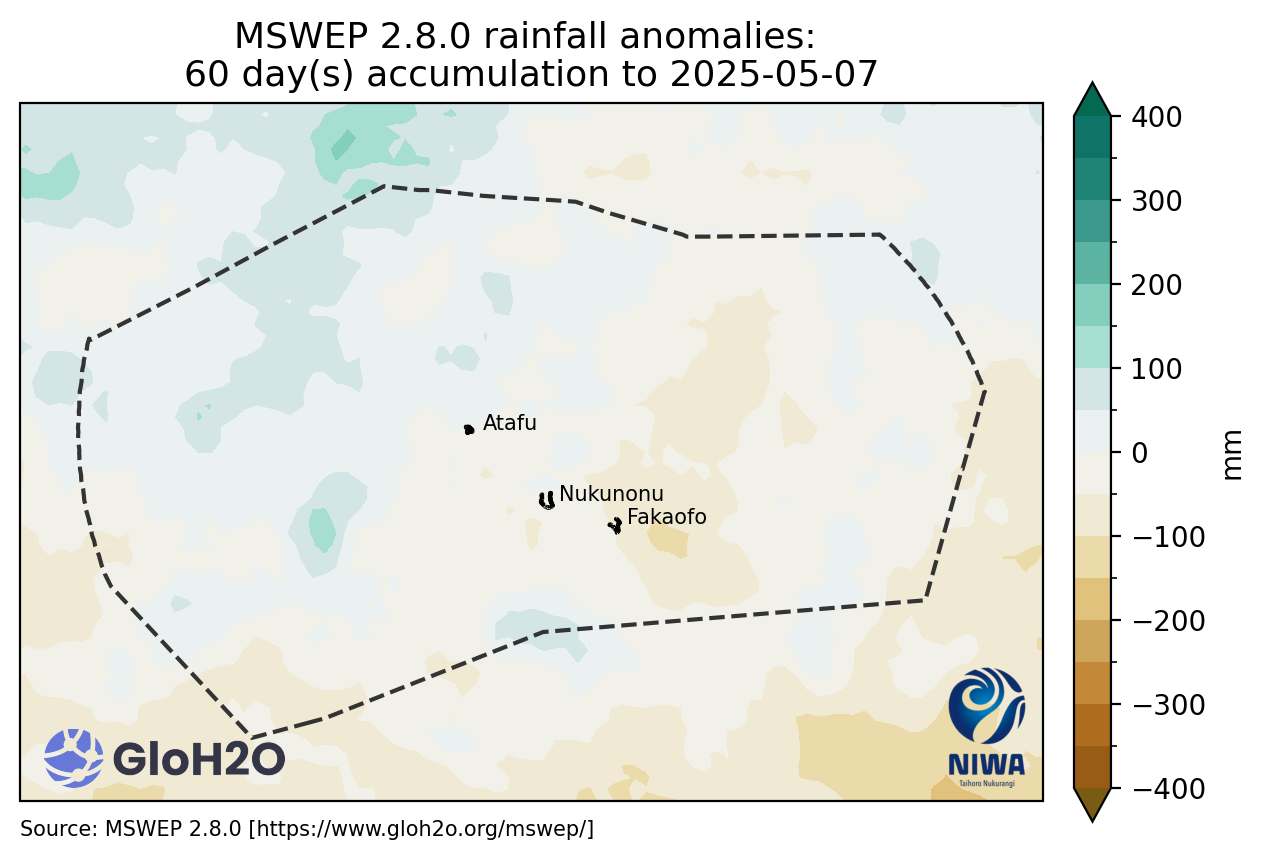 MSWEP 2.8.0 rainfall anomalies:
60 day(s) accumulation to 2025-05-07
400
300
200
100
0
−100
−200
−300
−400
mm
Atafu
Nukunonu
Fakaofo
GloH2O
NIWA
Taihoro Nukurangi
Source: MSWEP 2.8.0 [https://www.gloh2o.org/mswep/]